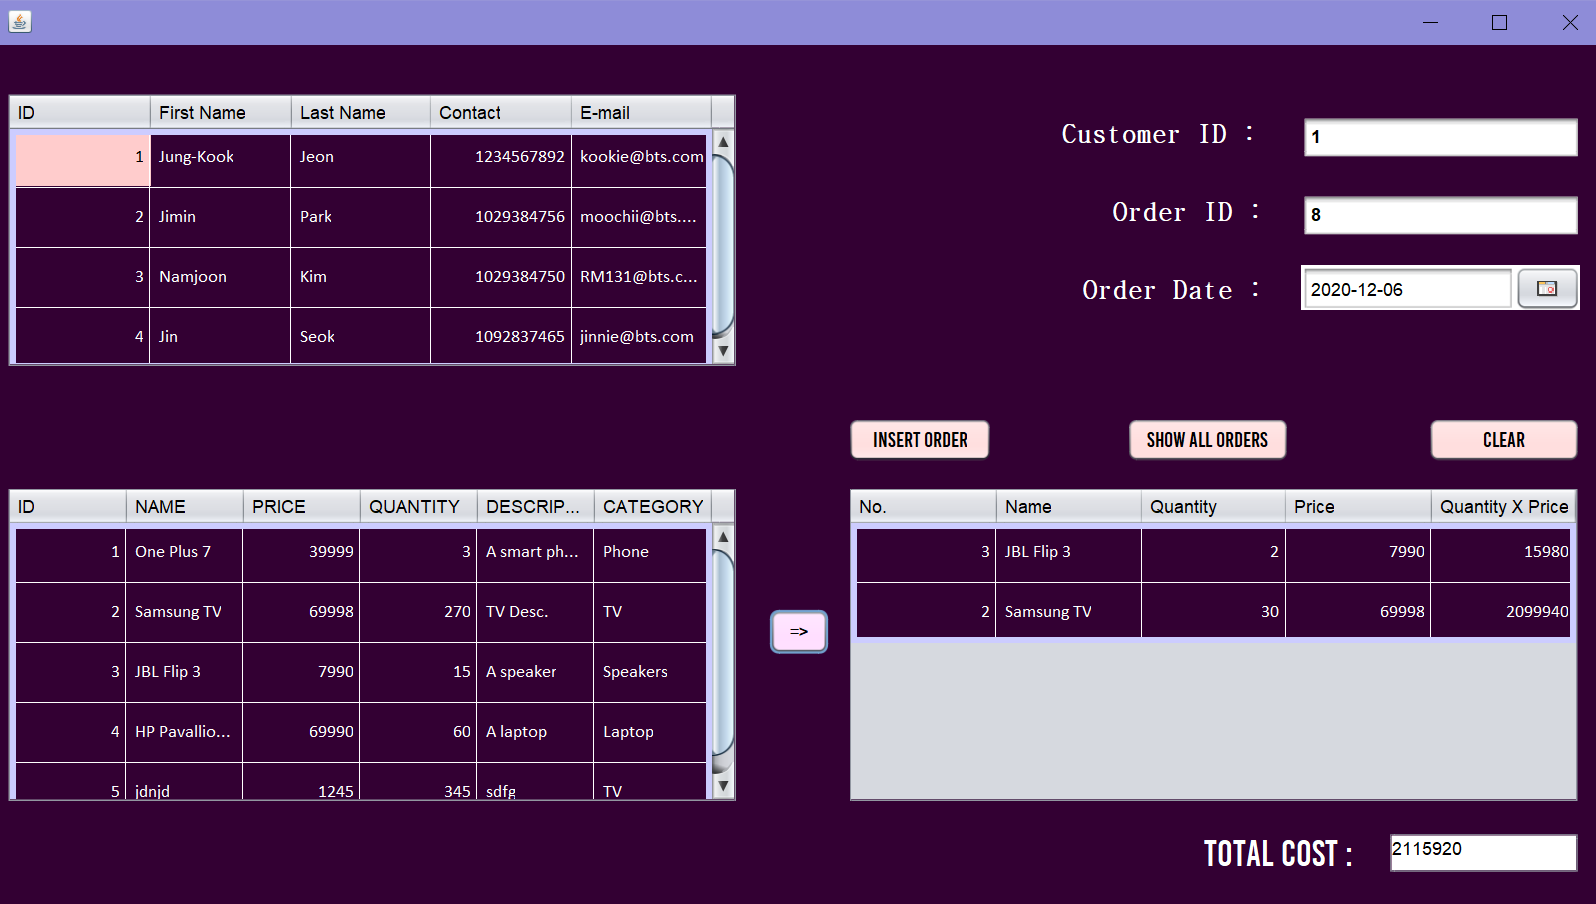 ID First Name Last Name Contact E-mail
1 Jung-Kook Jeon 1234567892 kookie@bts.com
2 Jimin Park 1029384756 moochii@bts....
3 Namjoon Kim 1029384750 RM131@bts.c...
4 Jin Seok 1092837465 jinnie@bts.com
Customer ID : 1
Order ID : 8
Order Date : 2020-12-06
INSERT ORDER SHOW ALL ORDERS CLEAR
ID NAME PRICE QUANTITY DESCRIP... CATEGORY
1 One Plus 7 39999 3 A smart ph... Phone
2 Samsung TV 69998 270 TV Desc. TV
3 JBL Flip 3 7990 15 A speaker Speakers
4 HP Pavallio... 69990 60 A laptop Laptop
5 jdnjd 1245 345 sdfg TV
=>
No. Name Quantity Price Quantity X Price
3 JBL Flip 3 2 7990 15980
2 Samsung TV 30 69998 2099940
TOTAL COST : 2115920